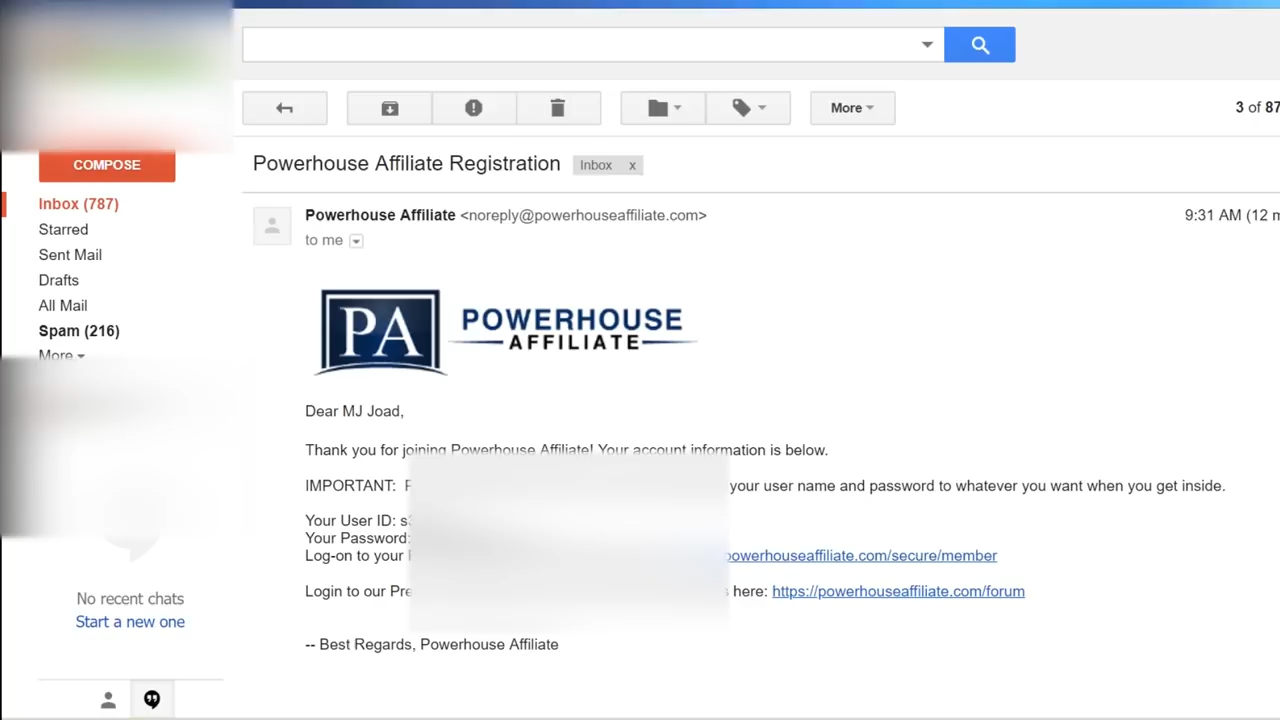 More
3 of 87
Powerhouse Affiliate Registration
Inbox x
COMPOSE
Inbox (787)
Starred
Sent Mail
Drafts
All Mail
Spam (216)
More
Powerhouse Affiliate <noreply@powerhouseaffiliate.com>
9:31 AM (12 m
to me
PA
POWERHOUSE
AFFILIATE
Dear MJ Joad,
Thank you for joining Powerhouse Affiliate! Your account information is below.
IMPORTANT: your user name and password to whatever you want when you get inside.
Your User ID:
Your Password:
Log-on to your powerhouseaffiliate.com/secure/member
Login to our here: https://powerhouseaffiliate.com/forum
-- Best Regards, Powerhouse Affiliate
No recent chats
Start a new one